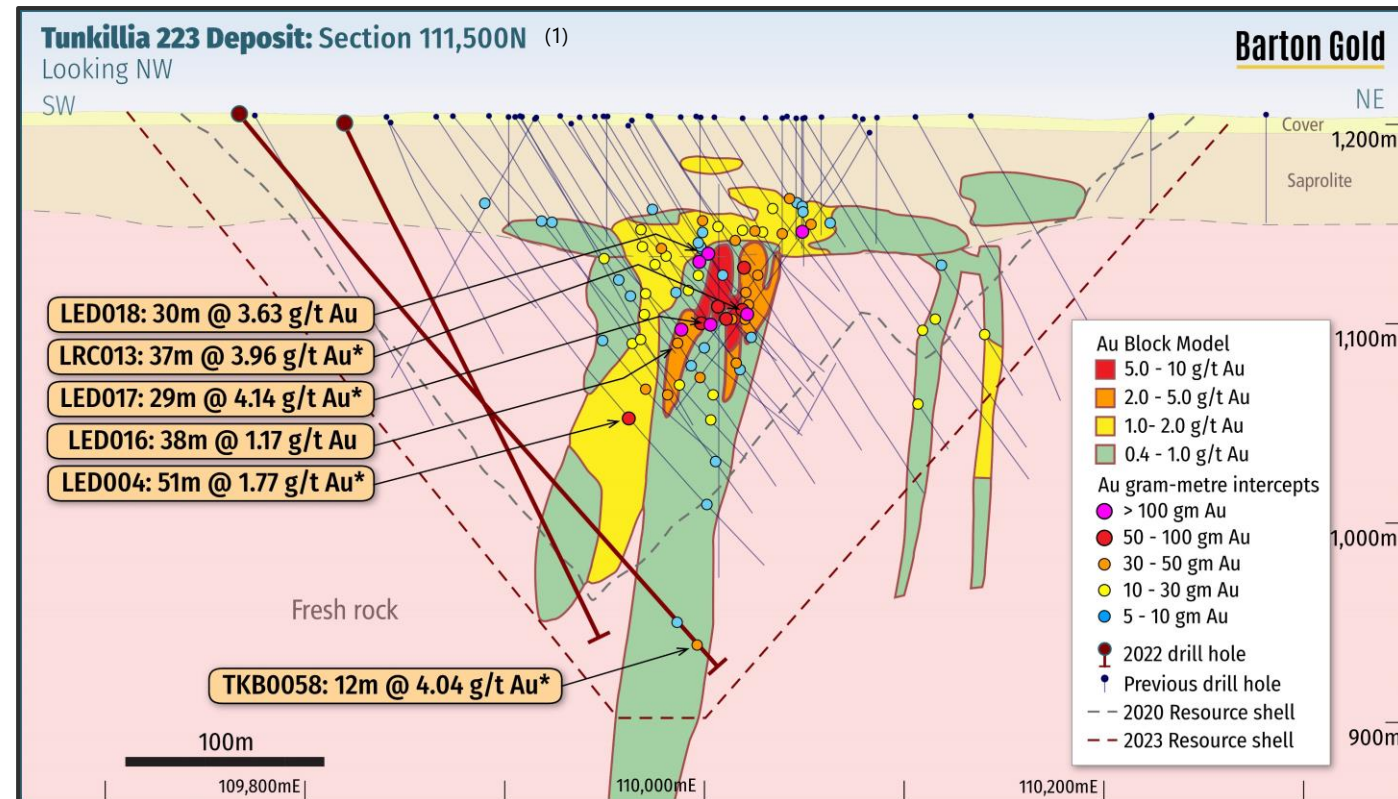 Tunkillia 223 Deposit: Section 111,500N (1)
Looking NW
SW
Barton Gold
NE
Cover
1,200m
Saprolite
LED018: 30m @ 3.63 g/t Au
LRC013: 37m @ 3.96 g/t Au*
LED017: 29m @ 4.14 g/t Au*
LED016: 38m @ 1.17 g/t Au
LED004: 51m @ 1.77 g/t Au*
1,100m
Au Block Model
5.0 - 10 g/t Au
2.0 - 5.0 g/t Au
1.0- 2.0 g/t Au
0.4 - 1.0 g/t Au
Au gram-metre intercepts
> 100 gm Au
50 - 100 gm Au
30 - 50 gm Au
10 - 30 gm Au
5 - 10 gm Au
2022 drill hole
Previous drill hole
2020 Resource shell
2023 Resource shell
1,000m
Fresh rock
TKB0058: 12m @ 4.04 g/t Au*
900m
100m
109,800mE
110,000mE
110,200mE